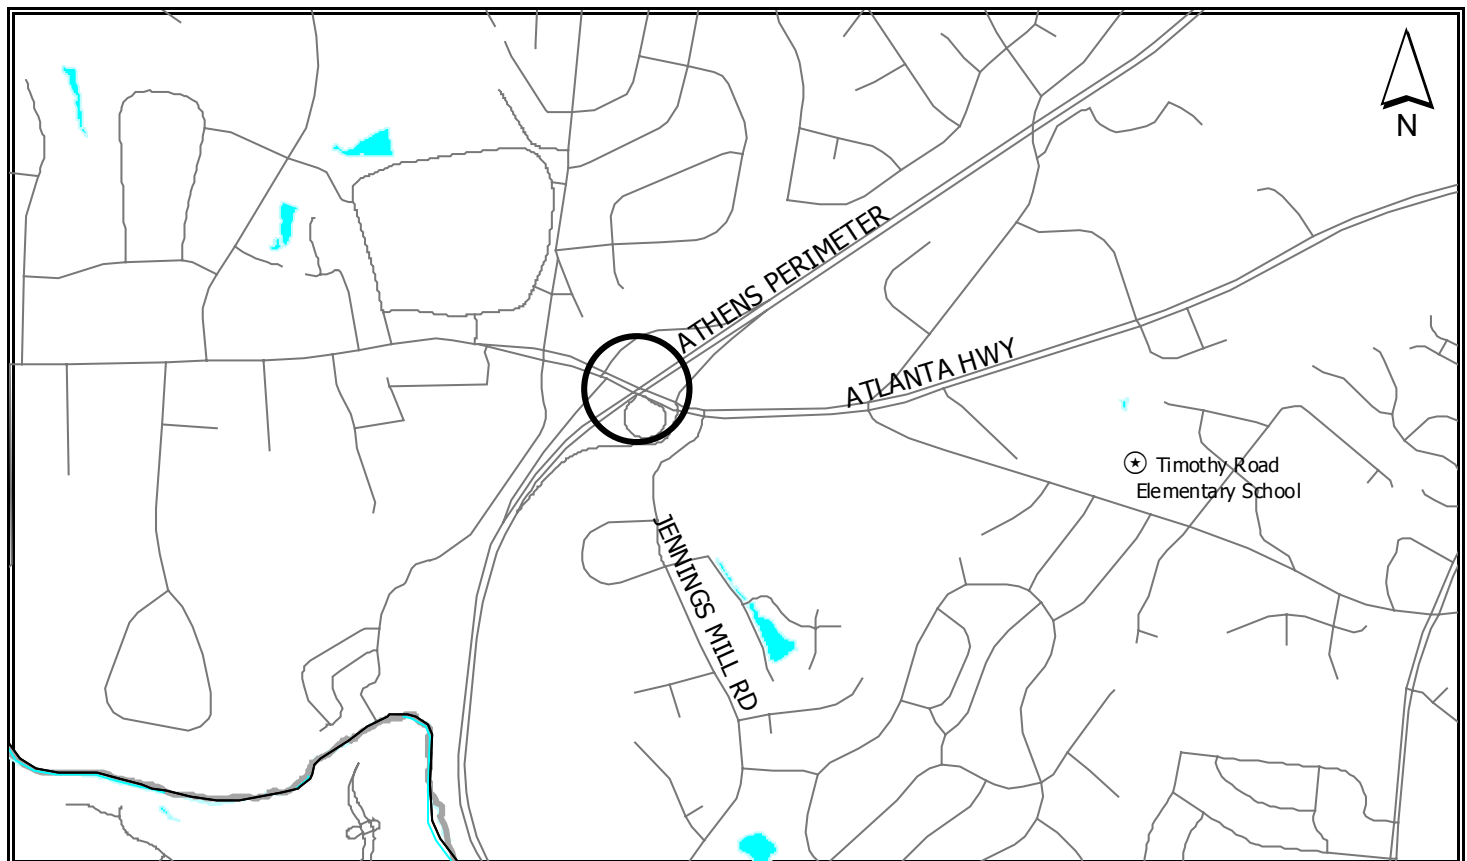 N
ATHENS PERIMETER
ATLANTA HWY
Timothy Road
Elementary School
JENNINGS MILL RD